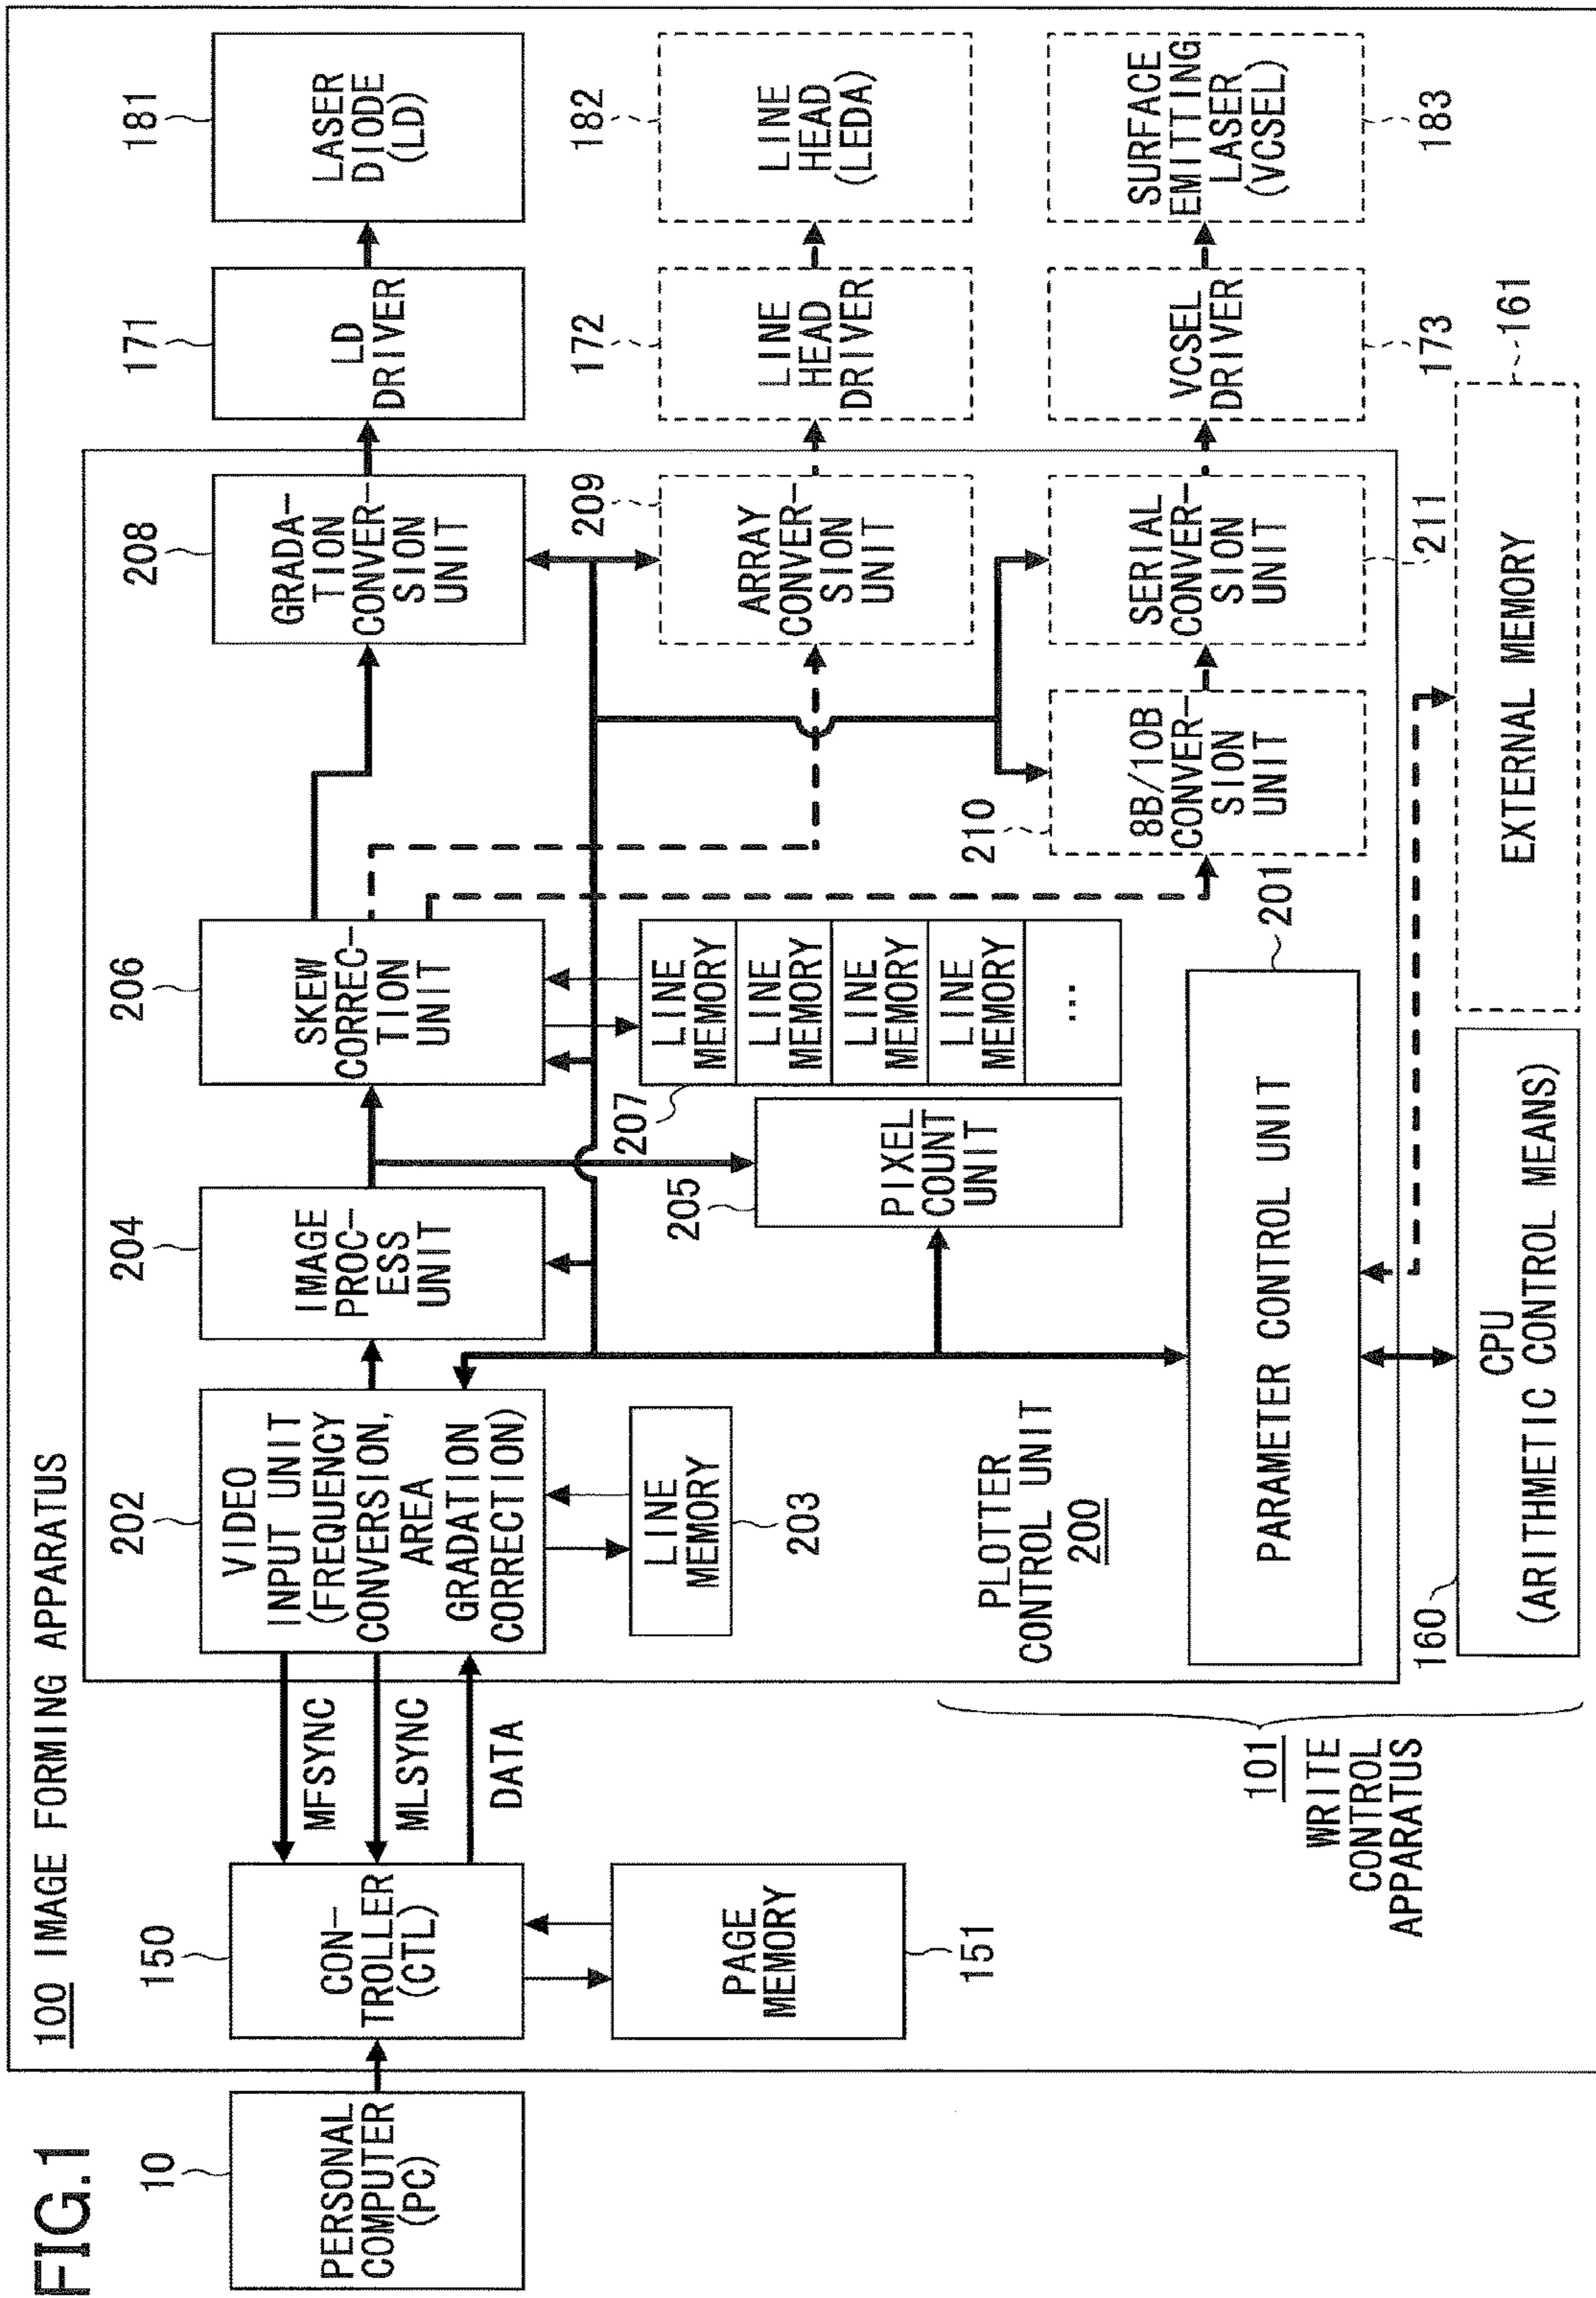 FIG.1
100 IMAGE FORMING APPARATUS
10
PERSONAL
COMPUTER
(PC)
150
CON-
TROLLER
(CTL)
PAGE
MEMORY
151
MFSYNC
MLSYNC
DATA
101
WRITE
CONTROL
APPARATUS
202
VIDEO
INPUT UNIT
(FREQUENCY
CONVERSION,
AREA
GRADATION
CORRECTION)
LINE
MEMORY
203
PLOTTER
CONTROL UNIT
200
204
IMAGE
PROC-
ESS
UNIT
205
PIXEL
COUNT
UNIT
206
SKEW
CORREC-
TION
UNIT
207
LINE
MEMORY
LINE
MEMORY
LINE
MEMORY
LINE
MEMORY
...
201
PARAMETER CONTROL UNIT
160
CPU
(ARITHMETIC CONTROL MEANS)
208
GRADA-
TION
CONVER-
SION
UNIT
209
ARRAY
CONVER-
SION
UNIT
210
8B/10B
CONVER-
SION
UNIT
SERIAL
CONVER-
SION
UNIT
211
171
LD
DRIVER
172
LINE
HEAD
DRIVER
VCSEL
DRIVER
173
161
EXTERNAL MEMORY
181
LASER
DIODE
(LD)
182
LINE
HEAD
(LEDA)
SURFACE
EMITTING
LASER
(VCSEL)
183